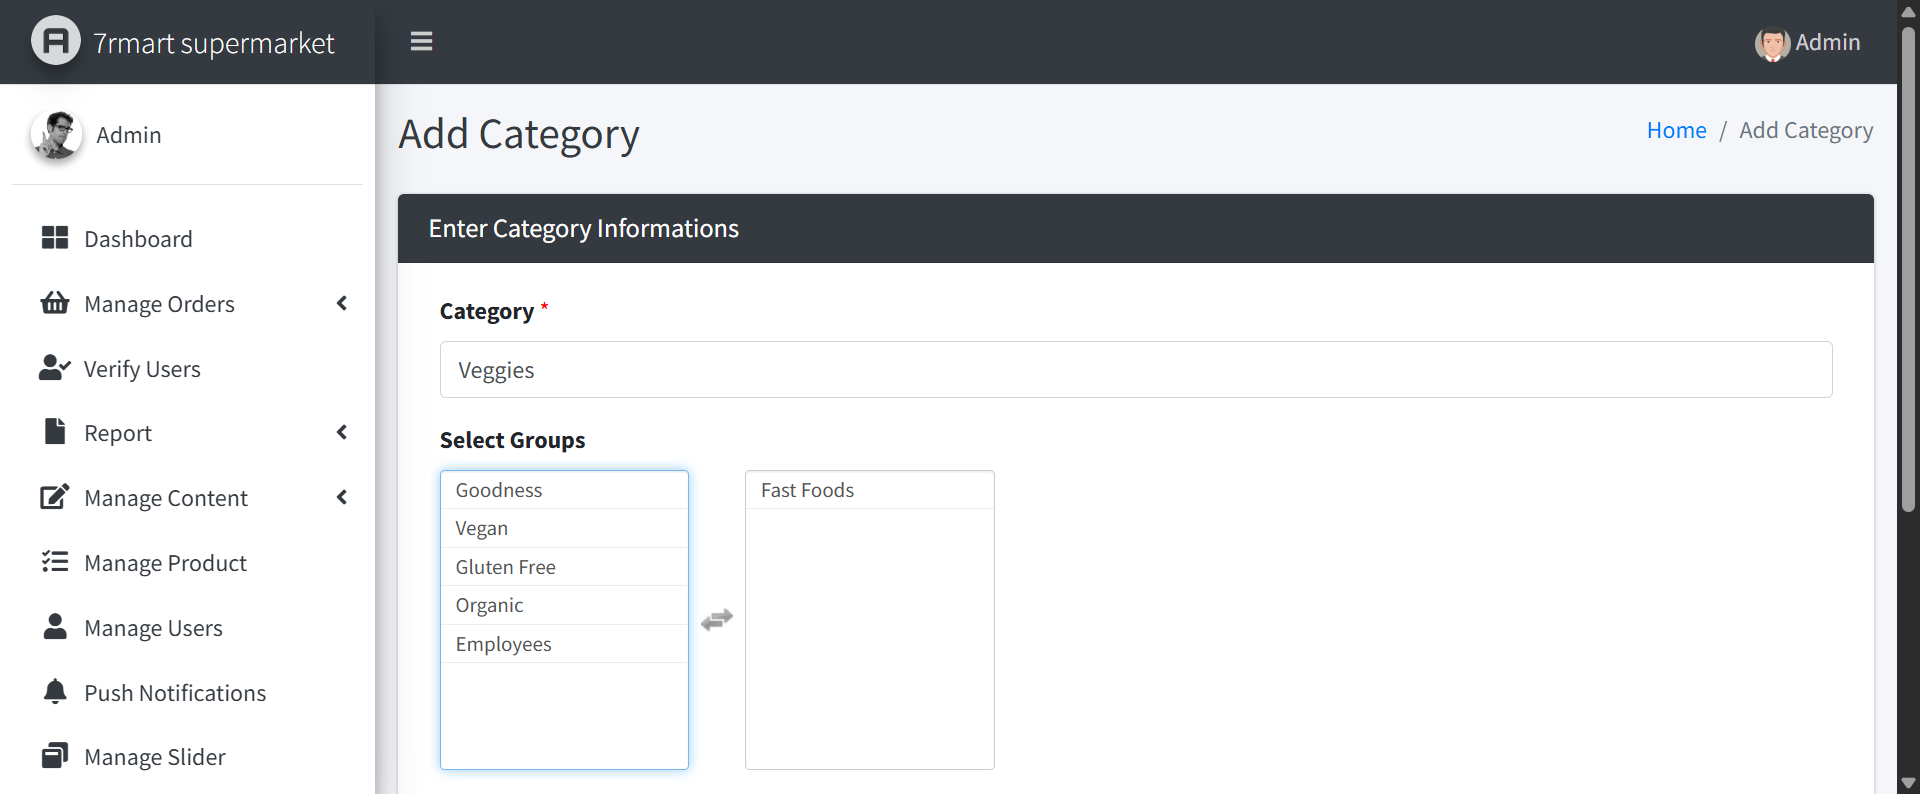 7rmart supermarket
Admin
Admin
Add Category
Home / Add Category
Dashboard
Manage Orders
Verify Users
Report
Manage Content
Manage Product
Manage Users
Push Notifications
Manage Slider
Enter Category Informations
Category *
Veggies
Select Groups
Goodness
Vegan
Gluten Free
Organic
Employees
Fast Foods